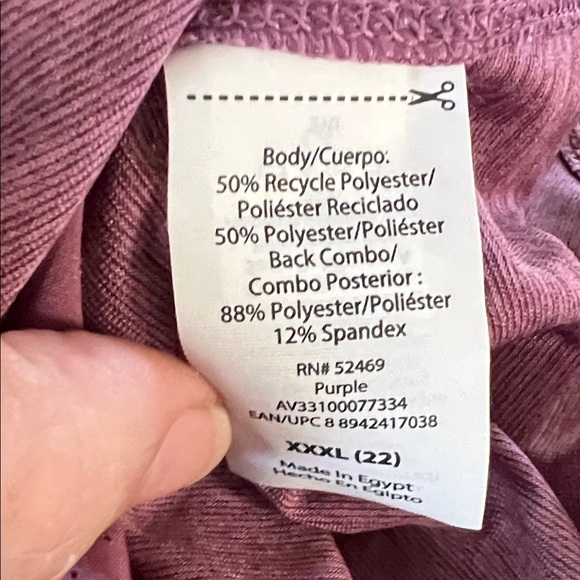 Body/Cuerpo:
50% Recycle Polyester/
Poliéster Reciclado
50% Polyester/Poliéster
Back Combo/
Combo Posterior :
88% Polyester/Poliéster
12% Spandex
RN# 52469
Purple
AV33100077334
EAN/UPC 8 8942417038
XXXL (22)
Made In Egypt
Hecho En Egipto